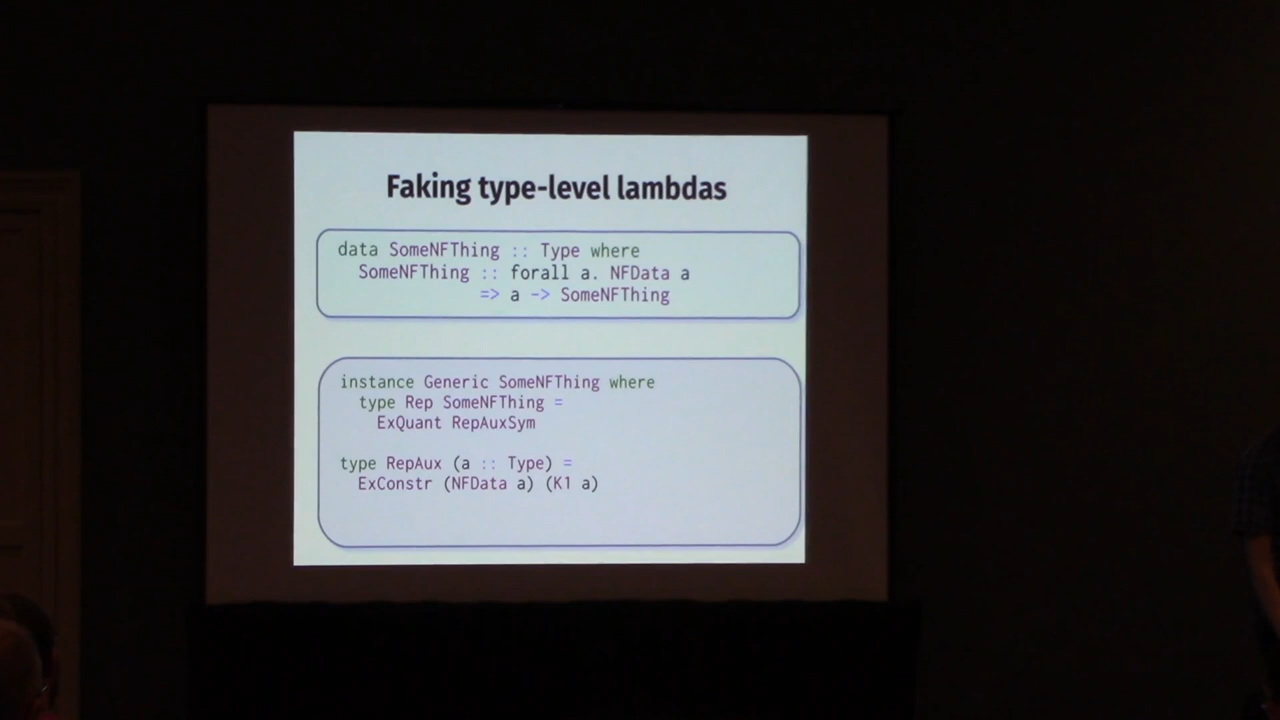 Faking type-level lambdas
data SomeNFThing :: Type where
SomeNFThing :: forall a. NFData a
=> a -> SomeNFThing
instance Generic SomeNFThing where
type Rep SomeNFThing =
ExQuant RepAuxSym
type RepAux (a :: Type) =
ExConstr (NFData a) (K1 a)